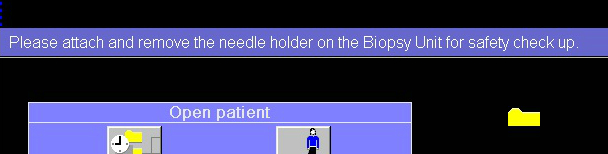 Please attach and remove the needle holder on the Biopsy Unit for safety check up.
Open patient